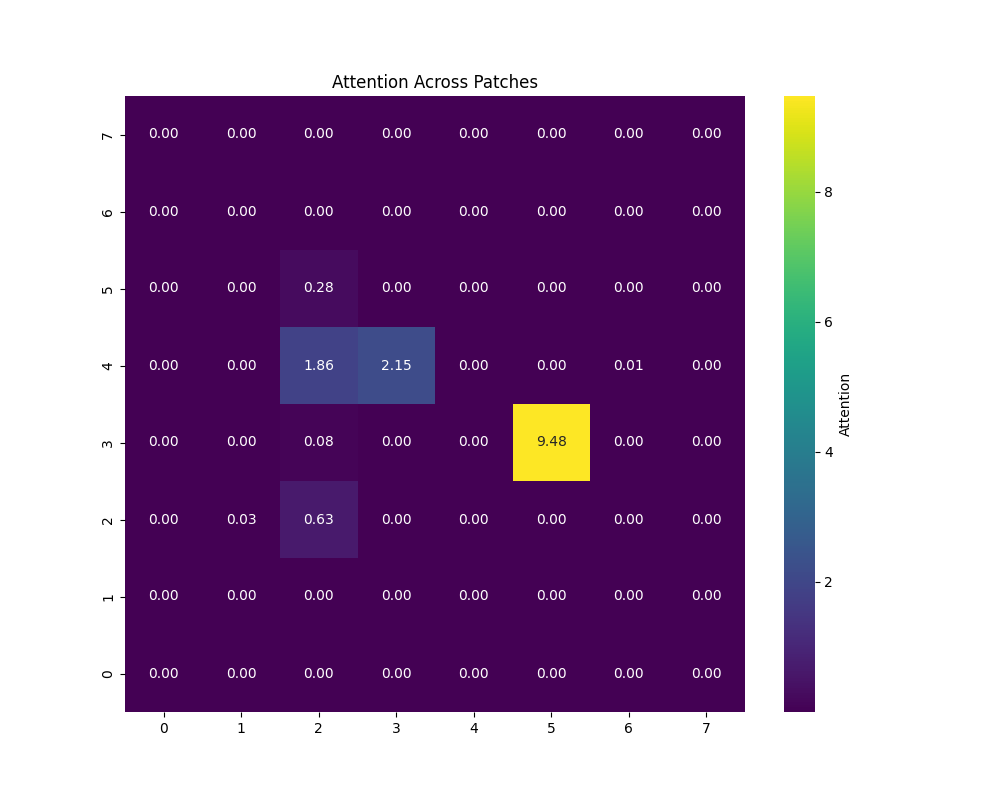 Attention Across Patches
7 0.00 0.00 0.00 0.00 0.00 0.00 0.00 0.00
6 0.00 0.00 0.00 0.00 0.00 0.00 0.00 0.00
5 0.00 0.00 0.28 0.00 0.00 0.00 0.00 0.00
4 0.00 0.00 1.86 2.15 0.00 0.00 0.01 0.00
3 0.00 0.00 0.08 0.00 0.00 9.48 0.00 0.00
2 0.00 0.03 0.63 0.00 0.00 0.00 0.00 0.00
1 0.00 0.00 0.00 0.00 0.00 0.00 0.00 0.00
0 0.00 0.00 0.00 0.00 0.00 0.00 0.00 0.00
0 1 2 3 4 5 6 7
8
6
4
2
Attention